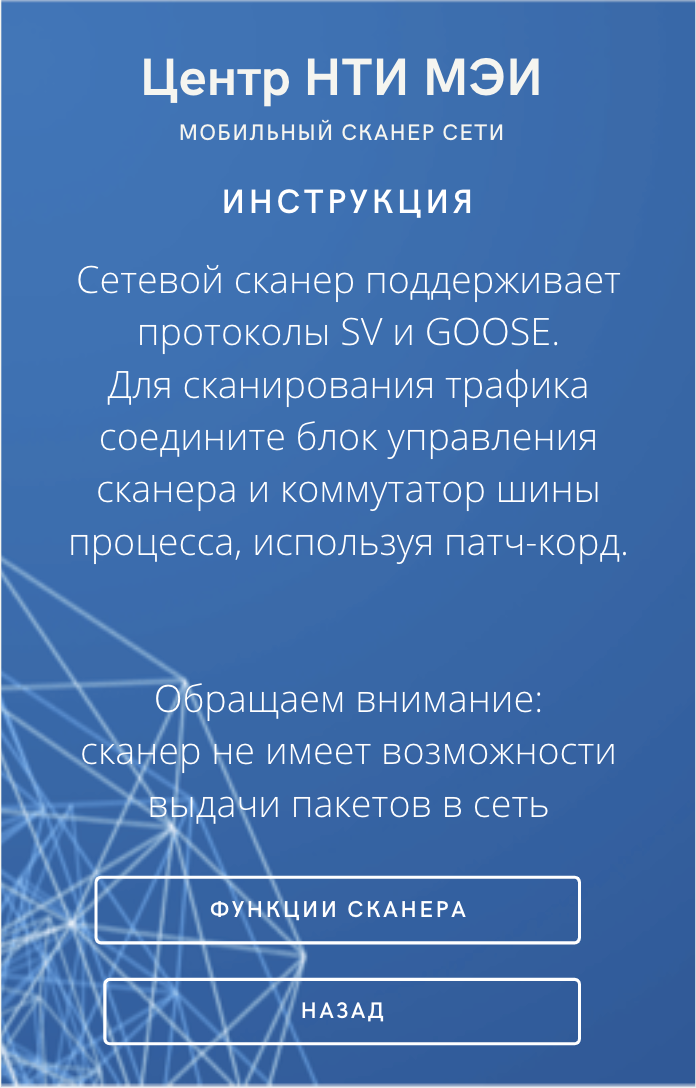 Центр НТИ МЭИ
МОБИЛЬНЫЙ СКАНЕР СЕТИ
ИНСТРУКЦИЯ
Сетевой сканер поддерживает
протоколы SV и GOOSE.
Для сканирования трафика
соедините блок управления
сканера и коммутатор шины
процесса, используя патч-корд.
Обращаем внимание:
сканер не имеет возможности
выдачи пакетов в сеть
ФУНКЦИИ СКАНЕРА
НАЗАД